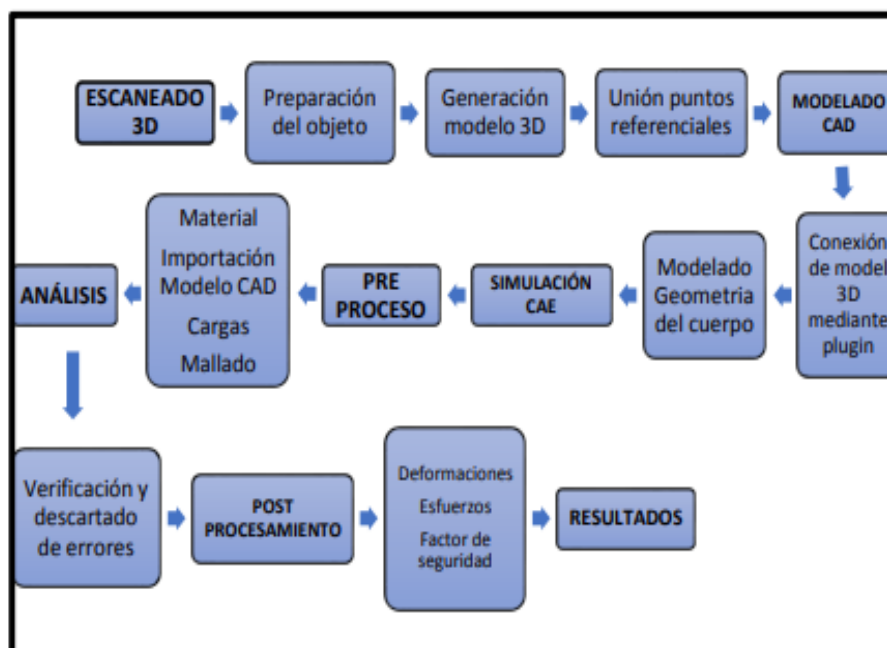 ESCANEADO
3D
Preparación
del objeto
Generación
modelo 3D
Unión puntos
referenciales
MODELADO
CAD
Conexión
de model
3D
mediante
plugin
Modelado
Geometria
del cuerpo
SIMULACIÓN
CAE
PRE
PROCESO
Material
Importación
Modelo CAD
Cargas
Mallado
ANÁLISIS
Verificación y
descartado
de errores
POST
PROCESAMIENTO
Deformaciones
Esfuerzos
Factor de
seguridad
RESULTADOS